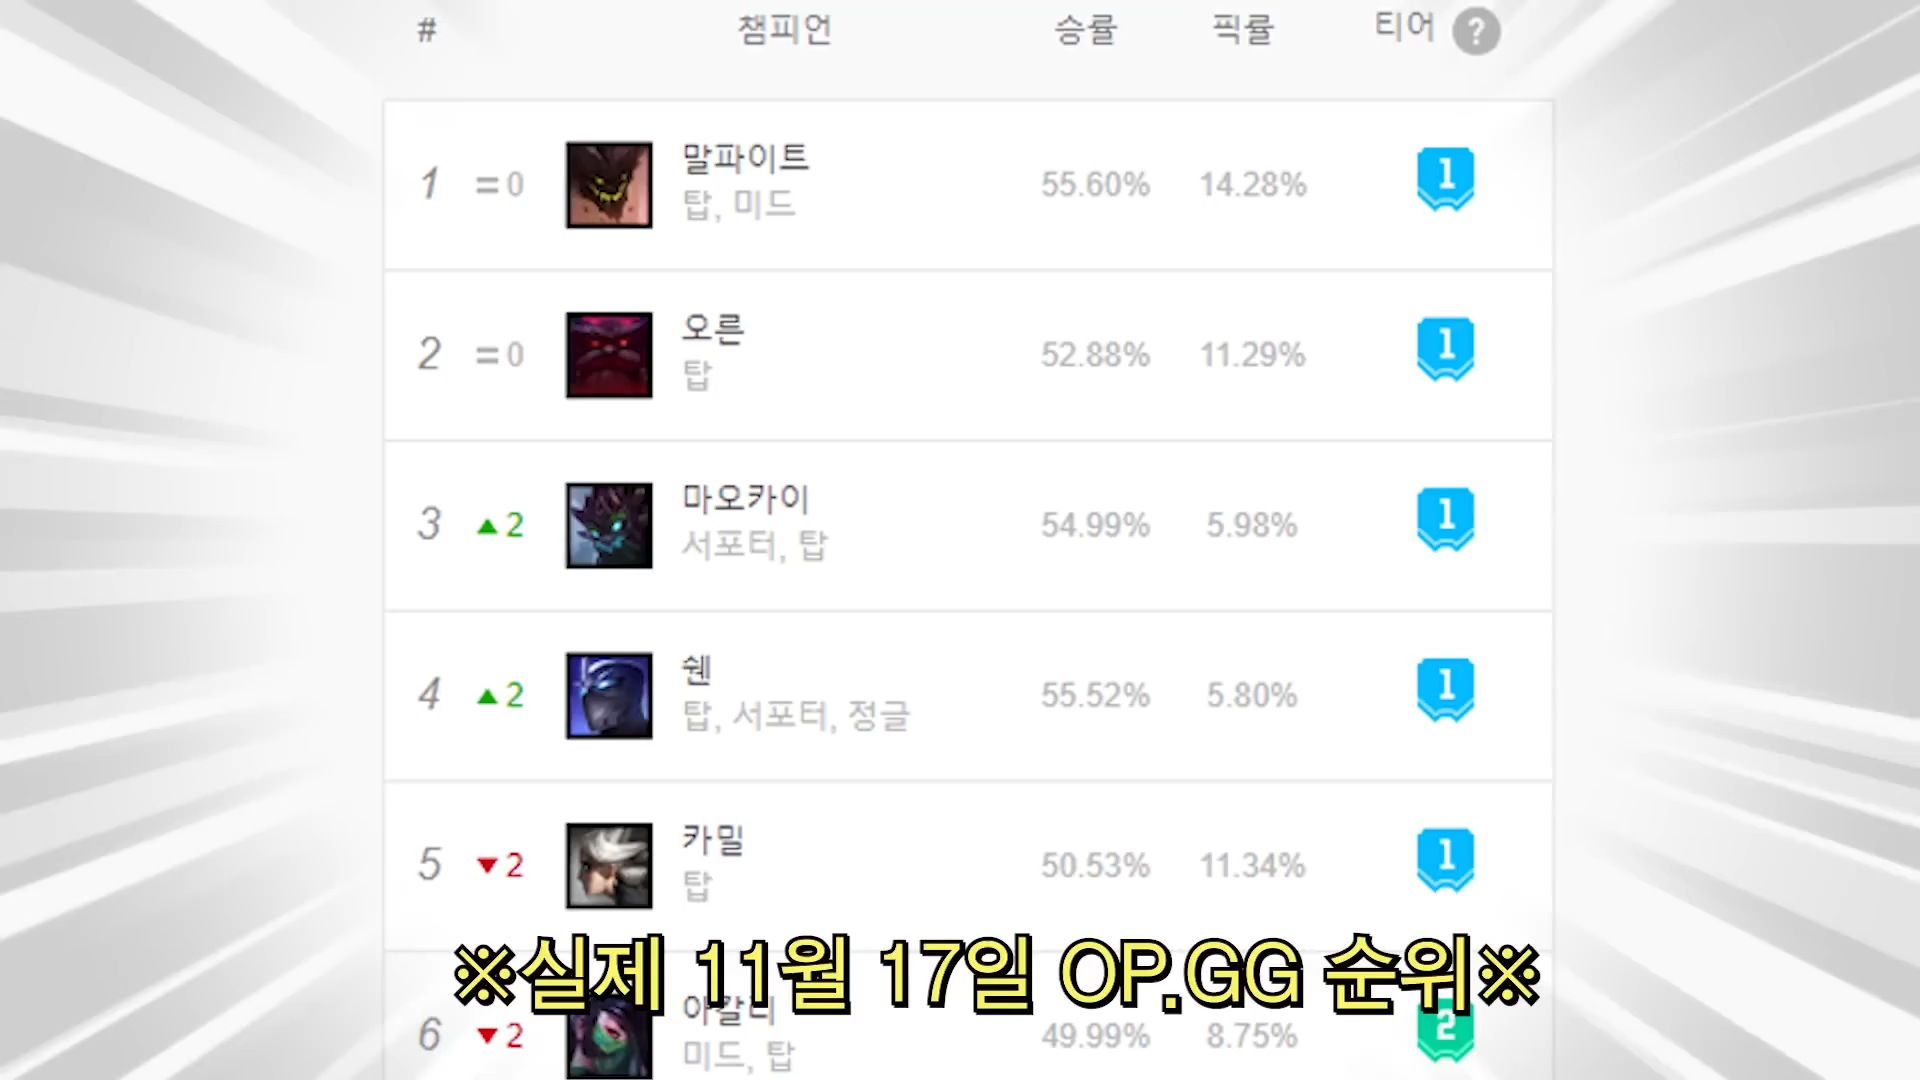 # 챔피언 승률 픽률 티어 ?
1 =0 말파이트 55.60% 14.28% 1
탑, 미드
2 =0 오른 52.88% 11.29% 1
탑
3 ▲2 마오카이 54.99% 5.98% 1
서포터, 탑
4 ▲2 쉔 55.52% 5.80% 1
탑, 서포터, 정글
5 ▼2 카밀 50.53% 11.34% 1
탑
※실제 11월 17일 OP.GG 순위※
6 ▼2 아칼리 49.99% 8.75% 2
미드, 탑